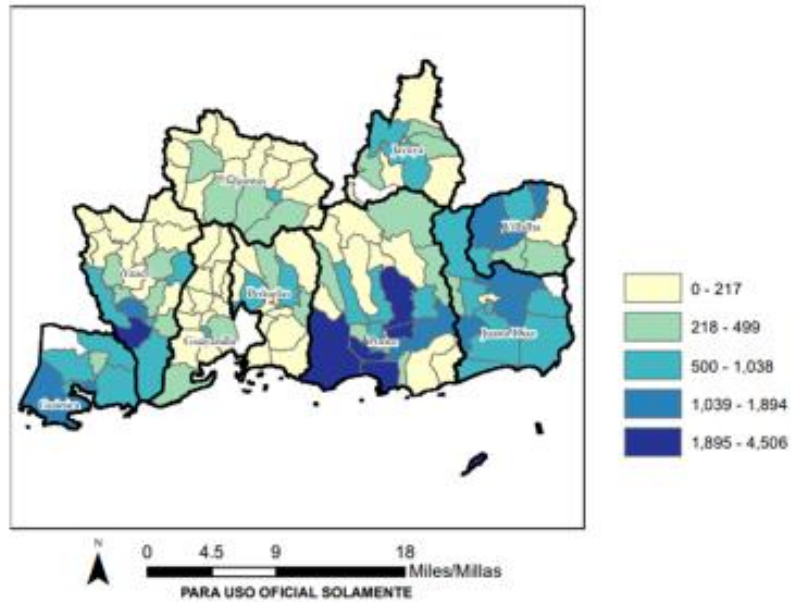 Jayuya
Guayanilla
Yauco
Peñuelas
Villalba
Ponce
Juana Díaz
Guánica
0 - 217
218 - 499
500 - 1,038
1,039 - 1,894
1,895 - 4,506
N
0 4.5 9 18
Miles/Millas
PARA USO OFICIAL SOLAMENTE